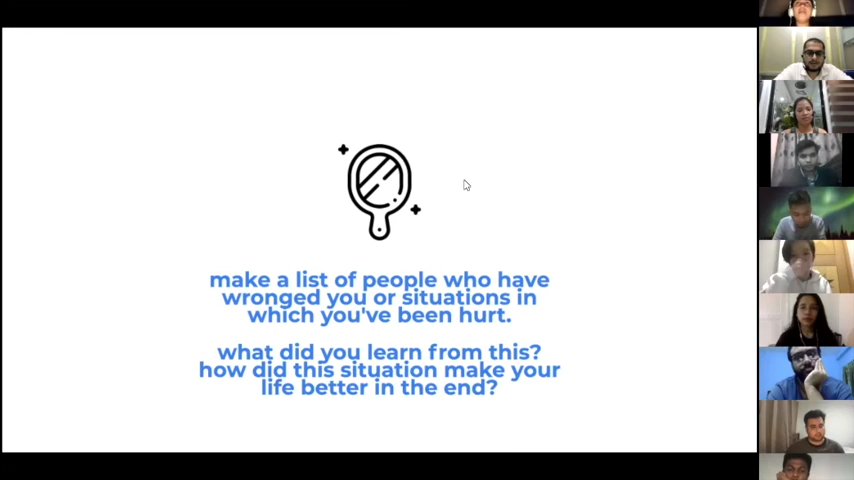 make a list of people who have
wronged you or situations in
which you've been hurt.
what did you learn from this?
how did this situation make your
life better in the end?